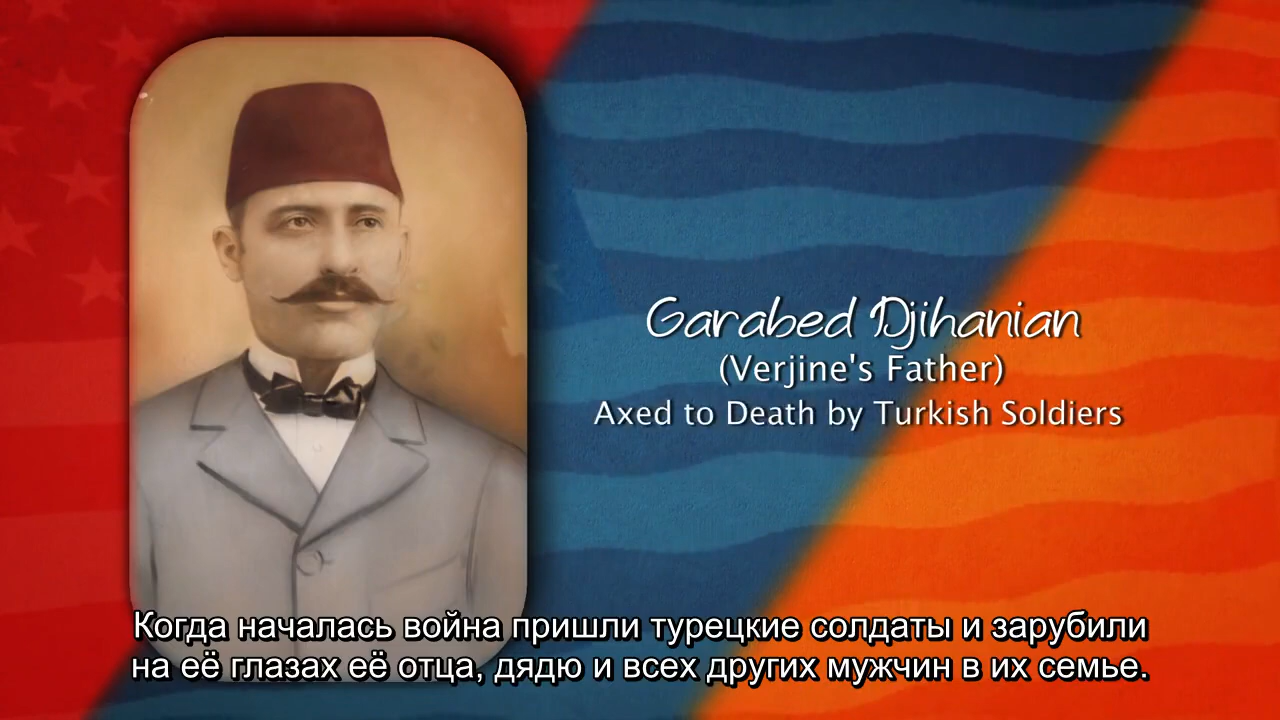 Garabed Djihanian
(Verjine's Father)
Axed to Death by Turkish Soldiers
Когда началась война пришли турецкие солдаты и зарубили
на её глазах её отца, дядю и всех других мужчин в их семье.